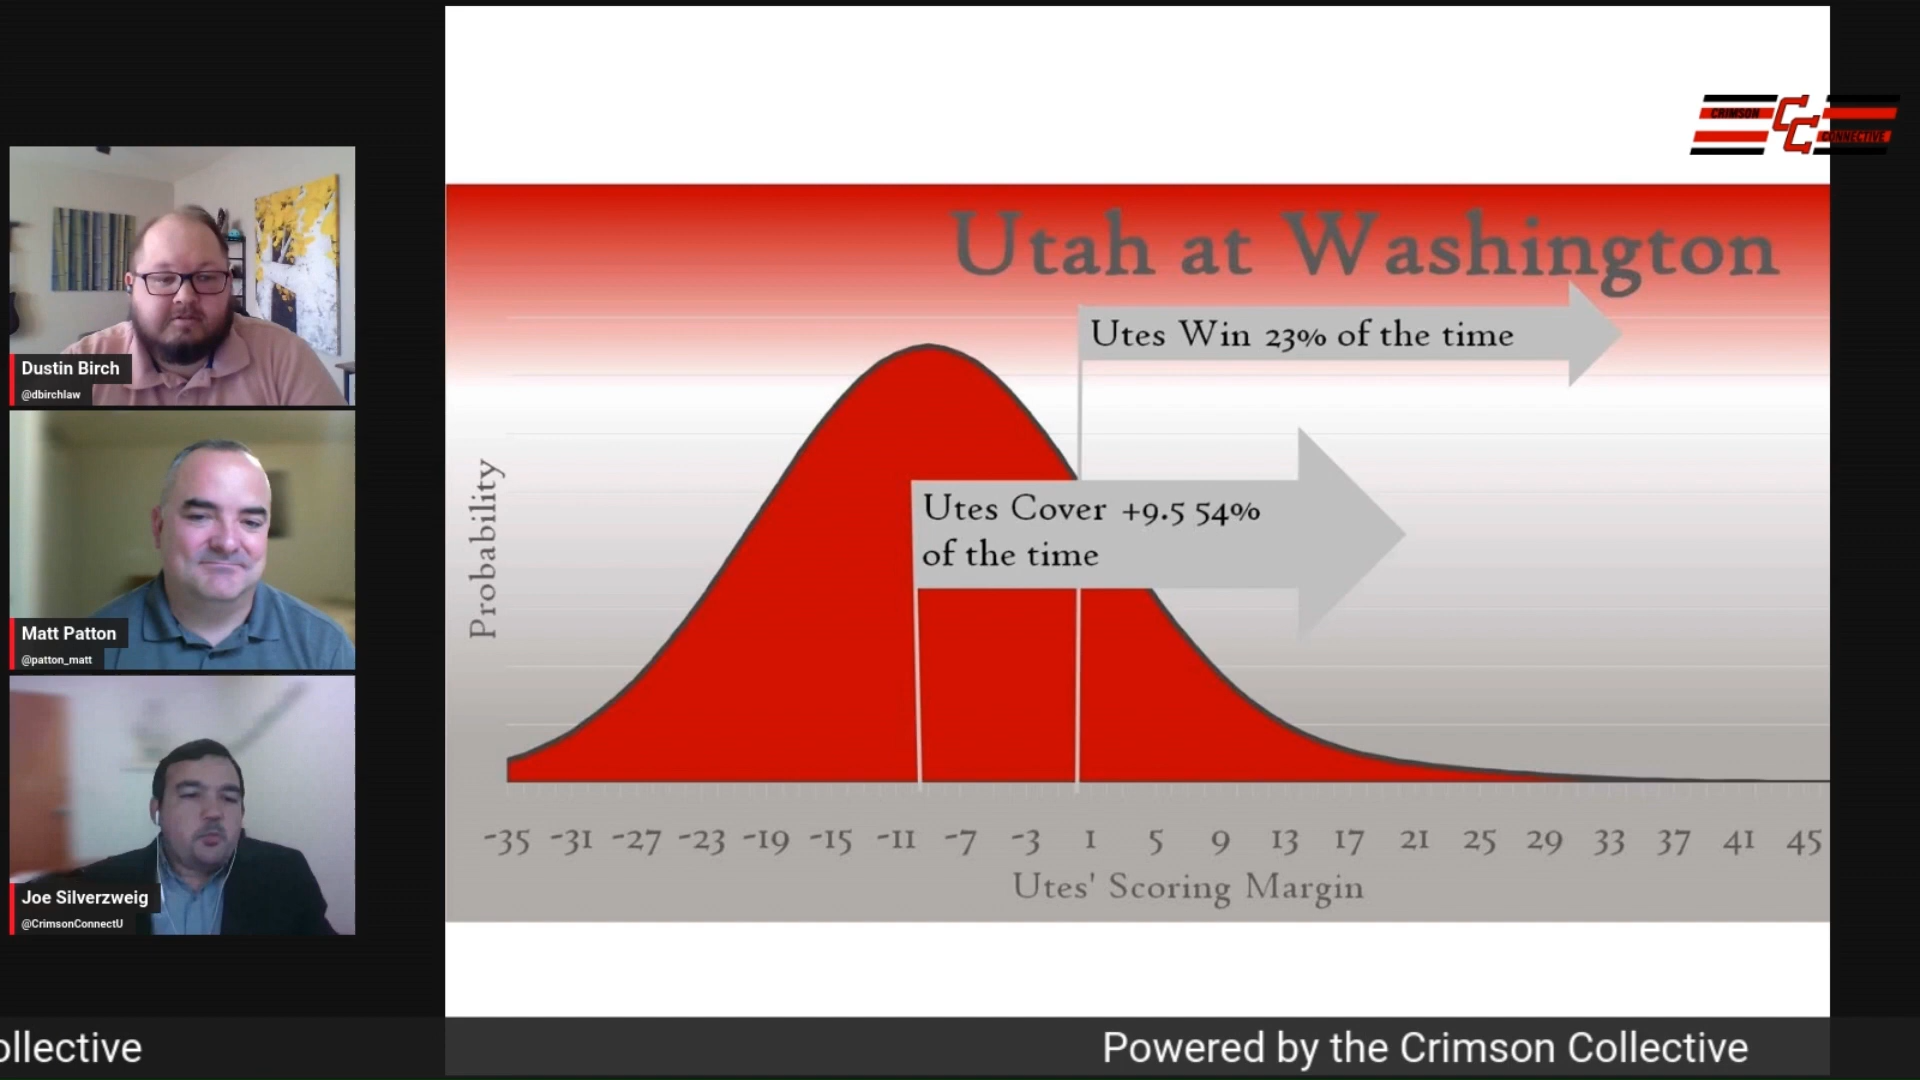 CRIMSON
CC
CONNECTIVE
Utah at Washington
Utes Win 23% of the time
Utes Cover +9.5 54%
of the time
Probability
-35 -31 -27 -23 -19 -15 -11 -7 -3 1 5 9 13 17 21 25 29 33 37 41 45
Utes' Scoring Margin
Dustin Birch
@dbirchlaw
Matt Patton
@patton_matt
Joe Silverzweig
@CrimsonConnectU
ollective
Powered by the Crimson Collective